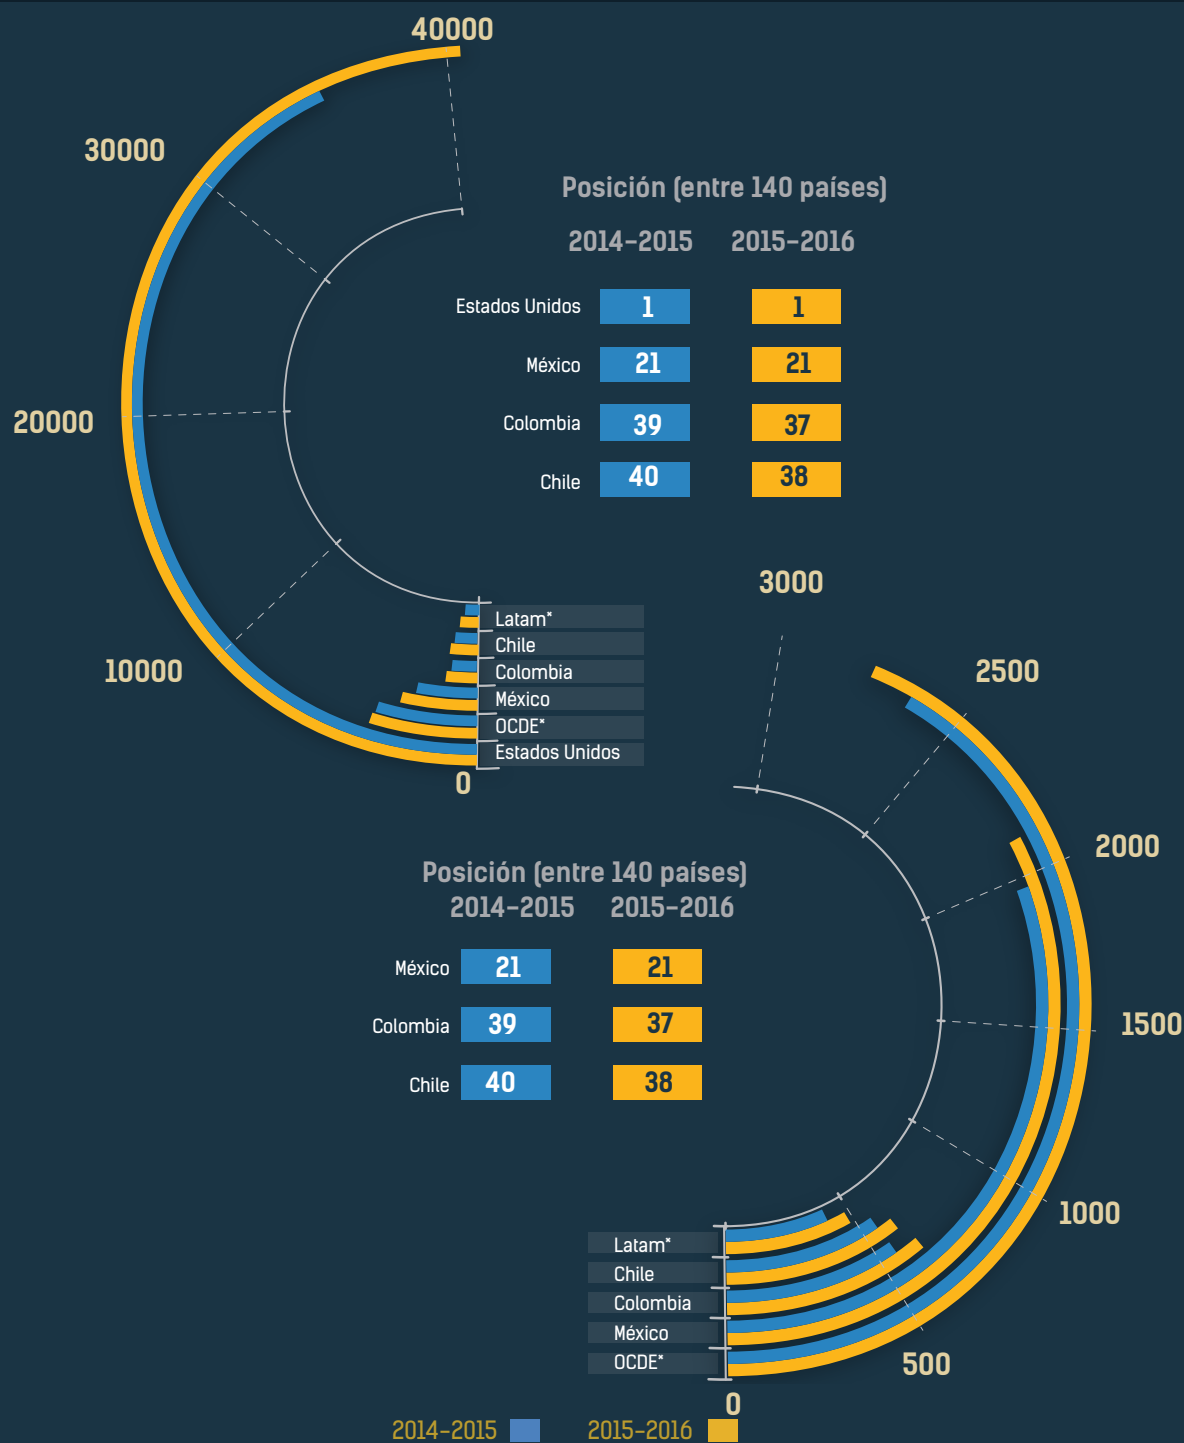 40000
30000
20000
10000
0
Posición (entre 140 países)
2014-2015 2015-2016
Estados Unidos 1 1
México 21 21
Colombia 39 37
Chile 40 38
Latam*
Chile
Colombia
México
OCDE*
Estados Unidos
3000
2500
2000
1500
1000
500
0
Posición (entre 140 países)
2014-2015 2015-2016
México 21 21
Colombia 39 37
Chile 40 38
Latam*
Chile
Colombia
México
OCDE*
2014-2015 2015-2016